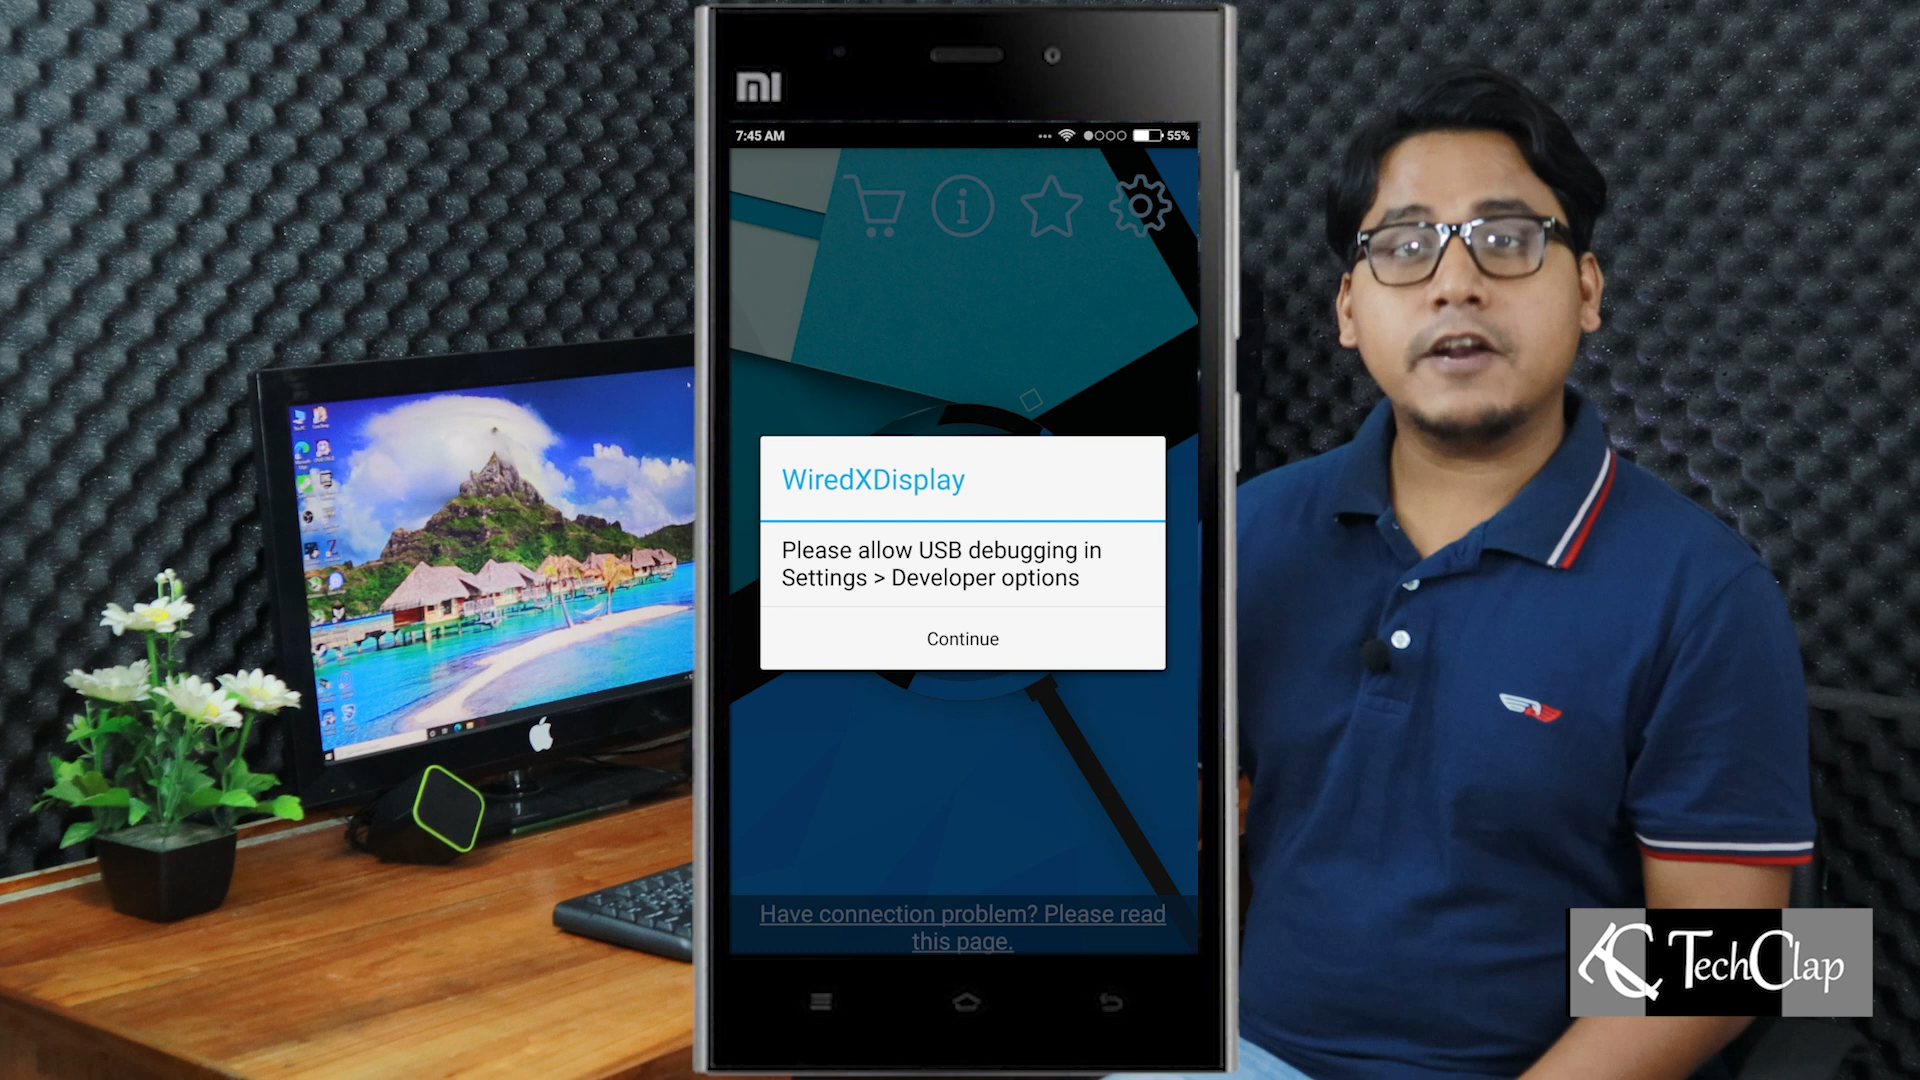 mi
7:45 AM
55%
WiredXDisplay
Please allow USB debugging in
Settings > Developer options
Continue
Have connection problem? Please read
this page.
TechClap